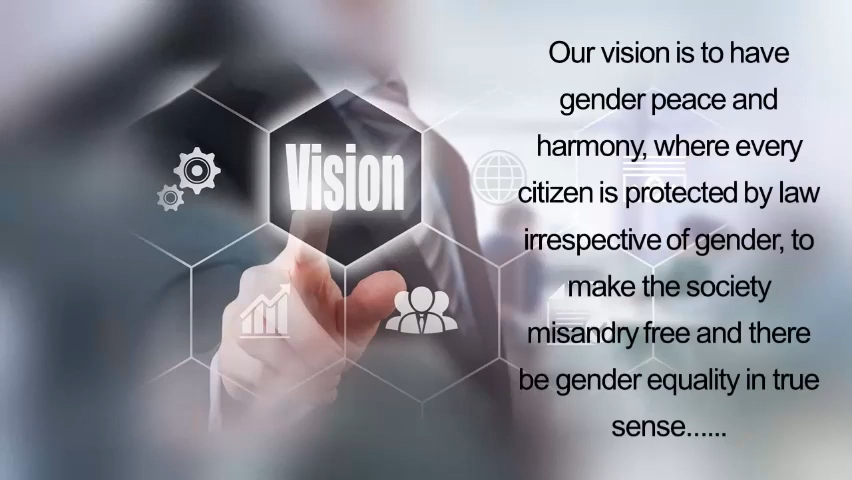 Vision
Our vision is to have
gender peace and
harmony, where every
citizen is protected by law
irrespective of gender, to
make the society
misandry free and there
be gender equality in true
sense......